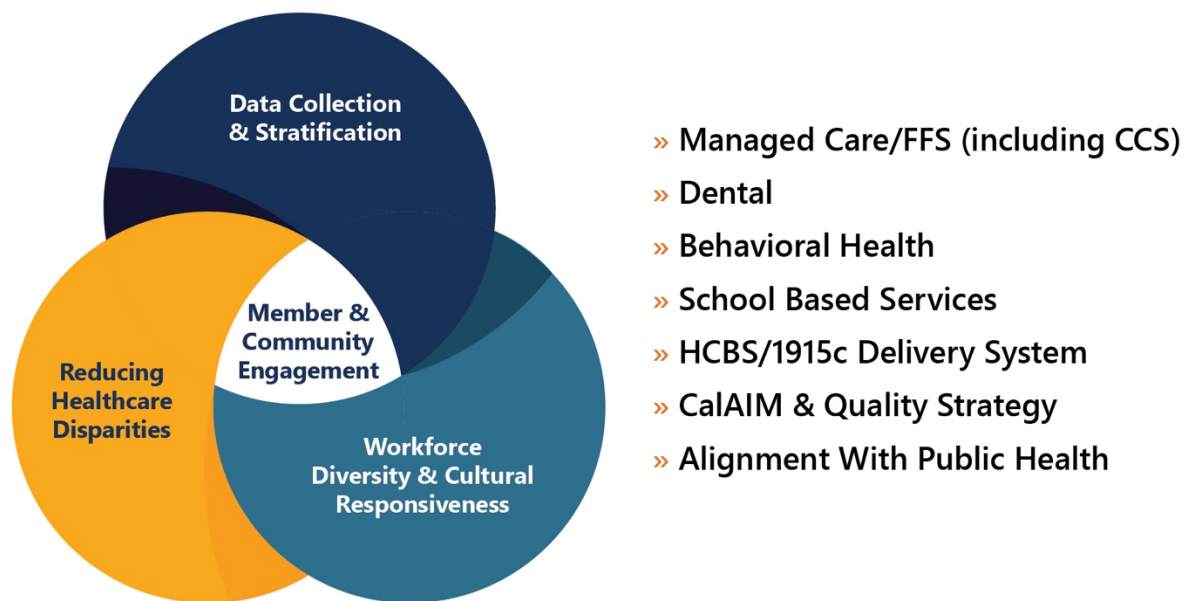 Data Collection
& Stratification
Member &
Community
Engagement
Reducing
Healthcare
Disparities
Workforce
Diversity & Cultural
Responsiveness
» Managed Care/FFS (including CCS)
» Dental
» Behavioral Health
» School Based Services
» HCBS/1915c Delivery System
» CalAIM & Quality Strategy
» Alignment With Public Health